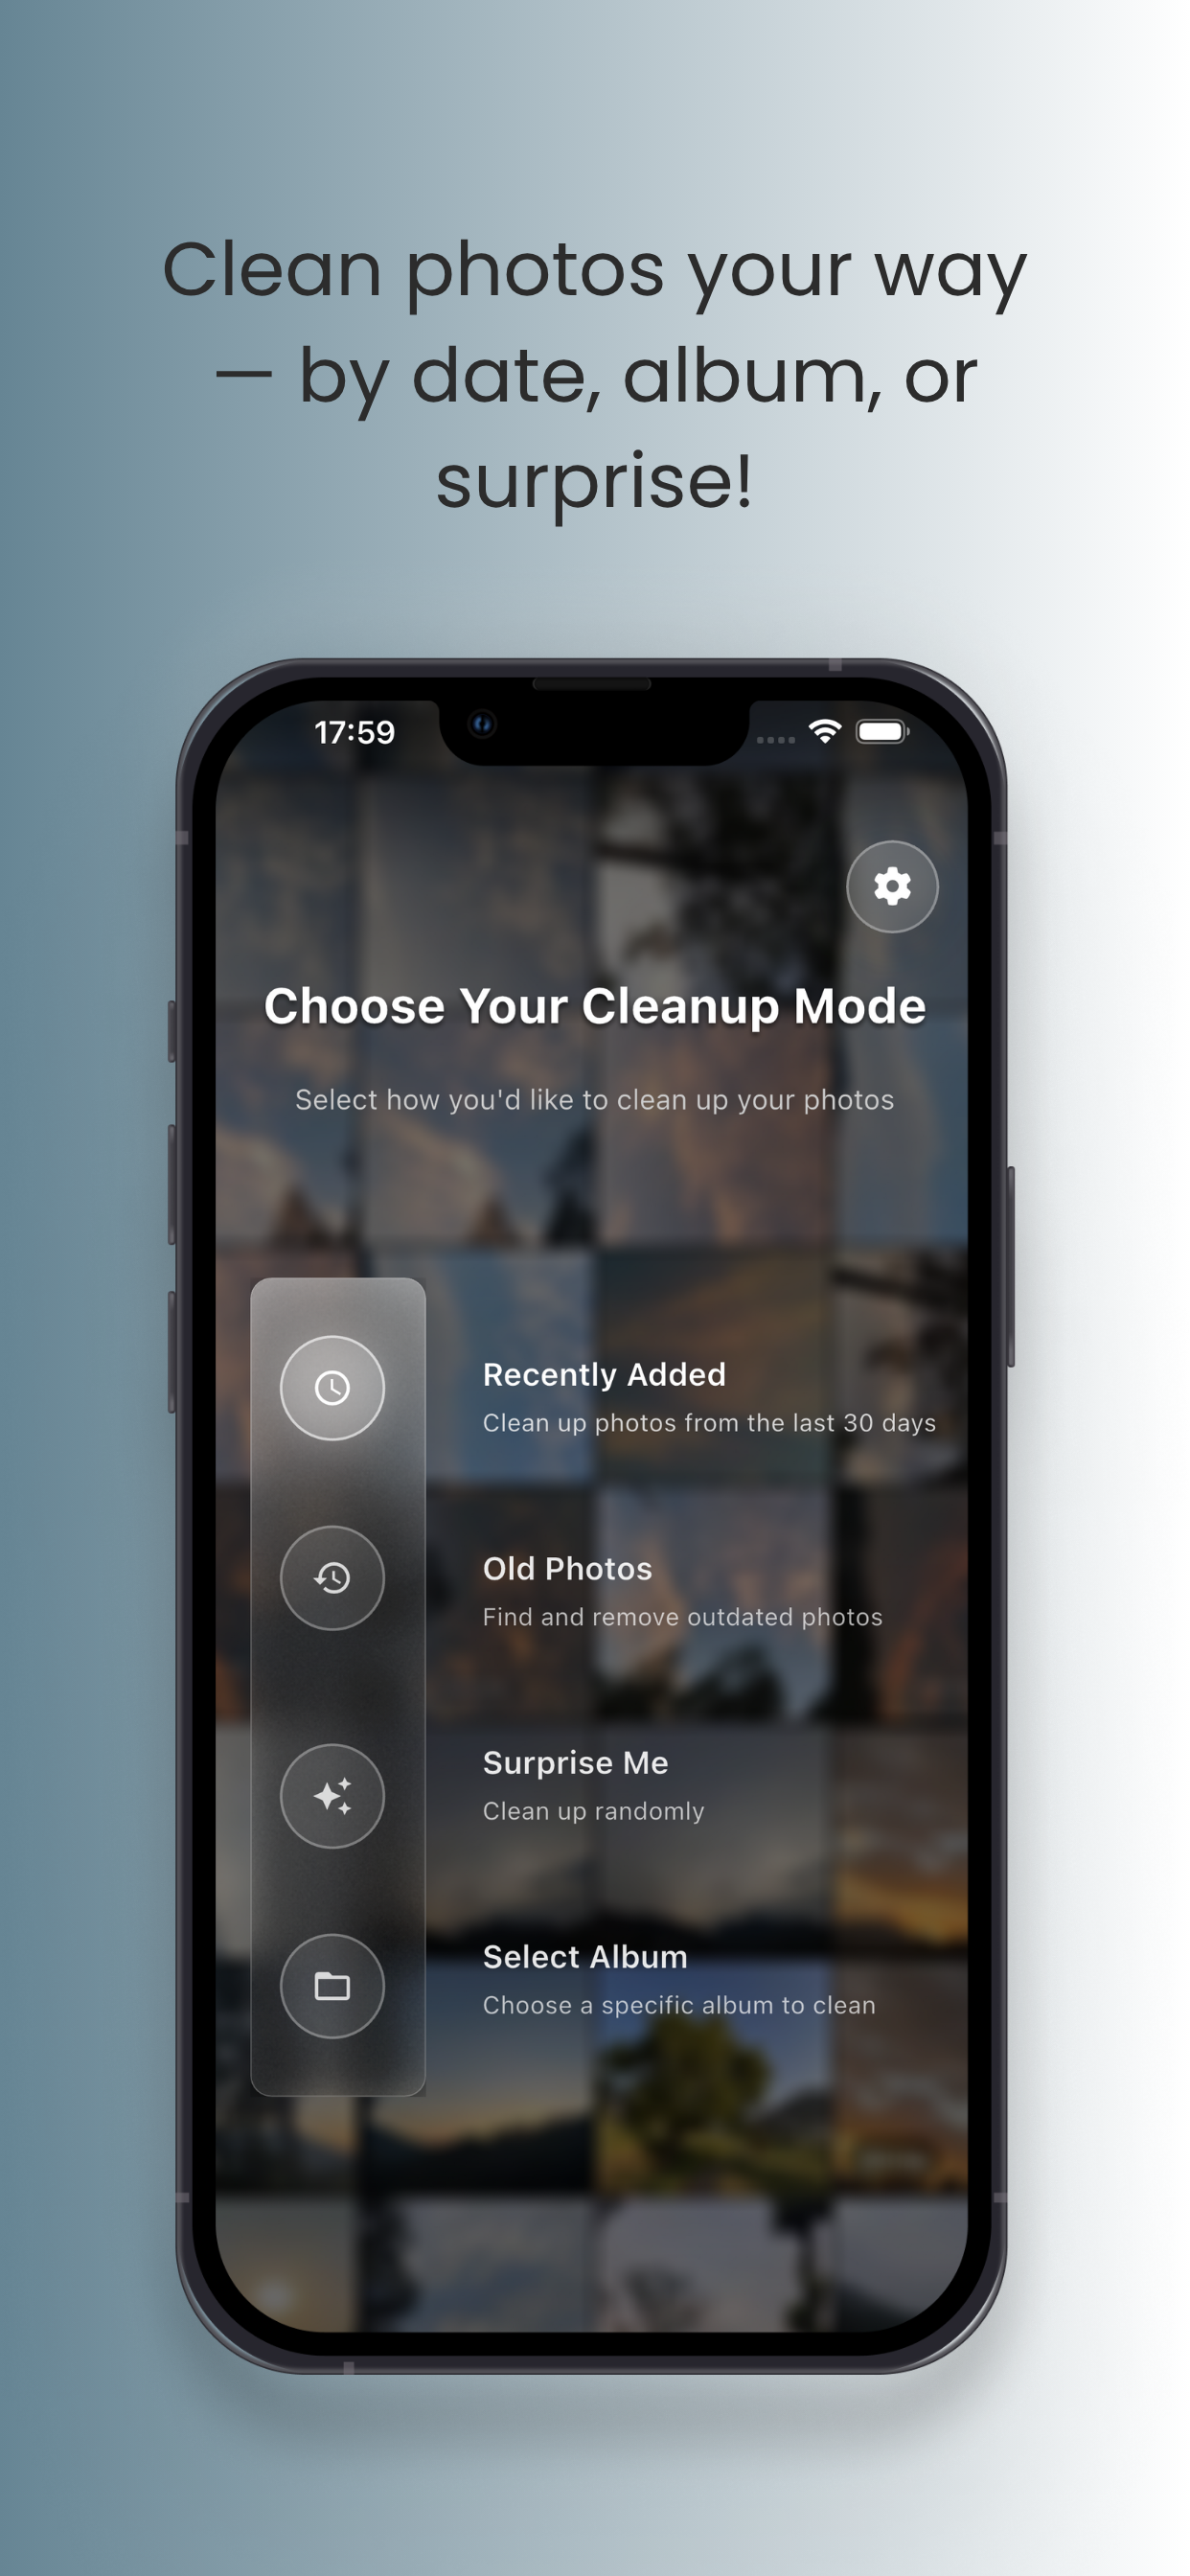 Clean photos your way
— by date, album, or
surprise!
17:59
Choose Your Cleanup Mode
Select how you'd like to clean up your photos
Recently Added
Clean up photos from the last 30 days
Old Photos
Find and remove outdated photos
Surprise Me
Clean up randomly
Select Album
Choose a specific album to clean